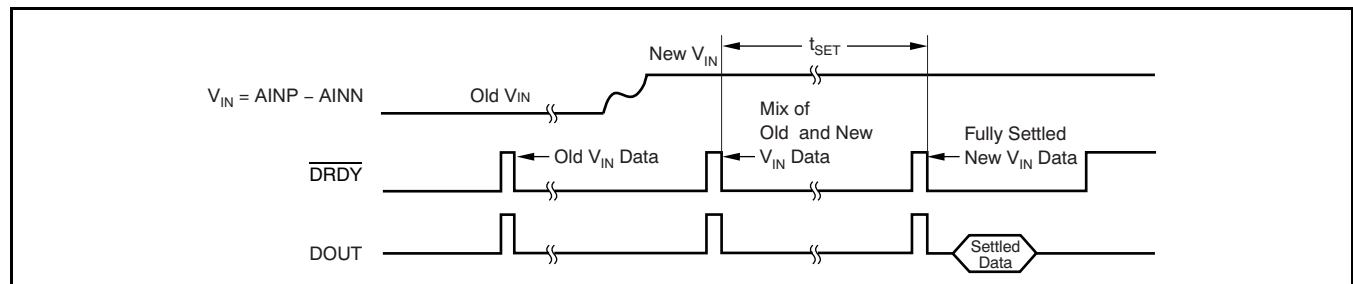 New V_IN
t_SET
V_IN = AINP – AINN
Old VIN
Mix of
Old and New
V_IN Data
Fully Settled
New V_IN Data
Old V_IN Data
DRDY
DOUT
Settled
Data